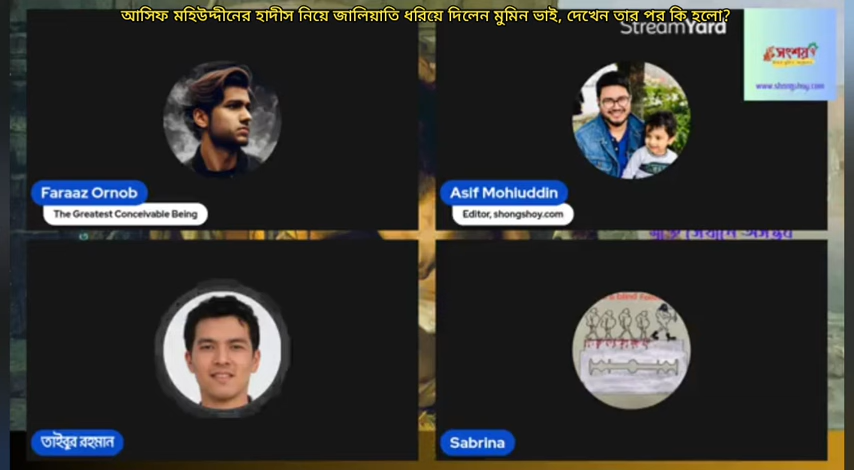 আসিফ মহিউদ্দীনের হাদীস নিয়ে জালিয়াতি ধরিয়ে দিলেন মুমিন ভাই, দেখেন তার পর কি হলো?
StreamYard
সংশয়
www.shongshoy.com
Faraaz Ornob
The Greatest Conceivable Being
Asif Mohiuddin
Editor, shongshoy.com
তাইবুর রহমান
Sabrina